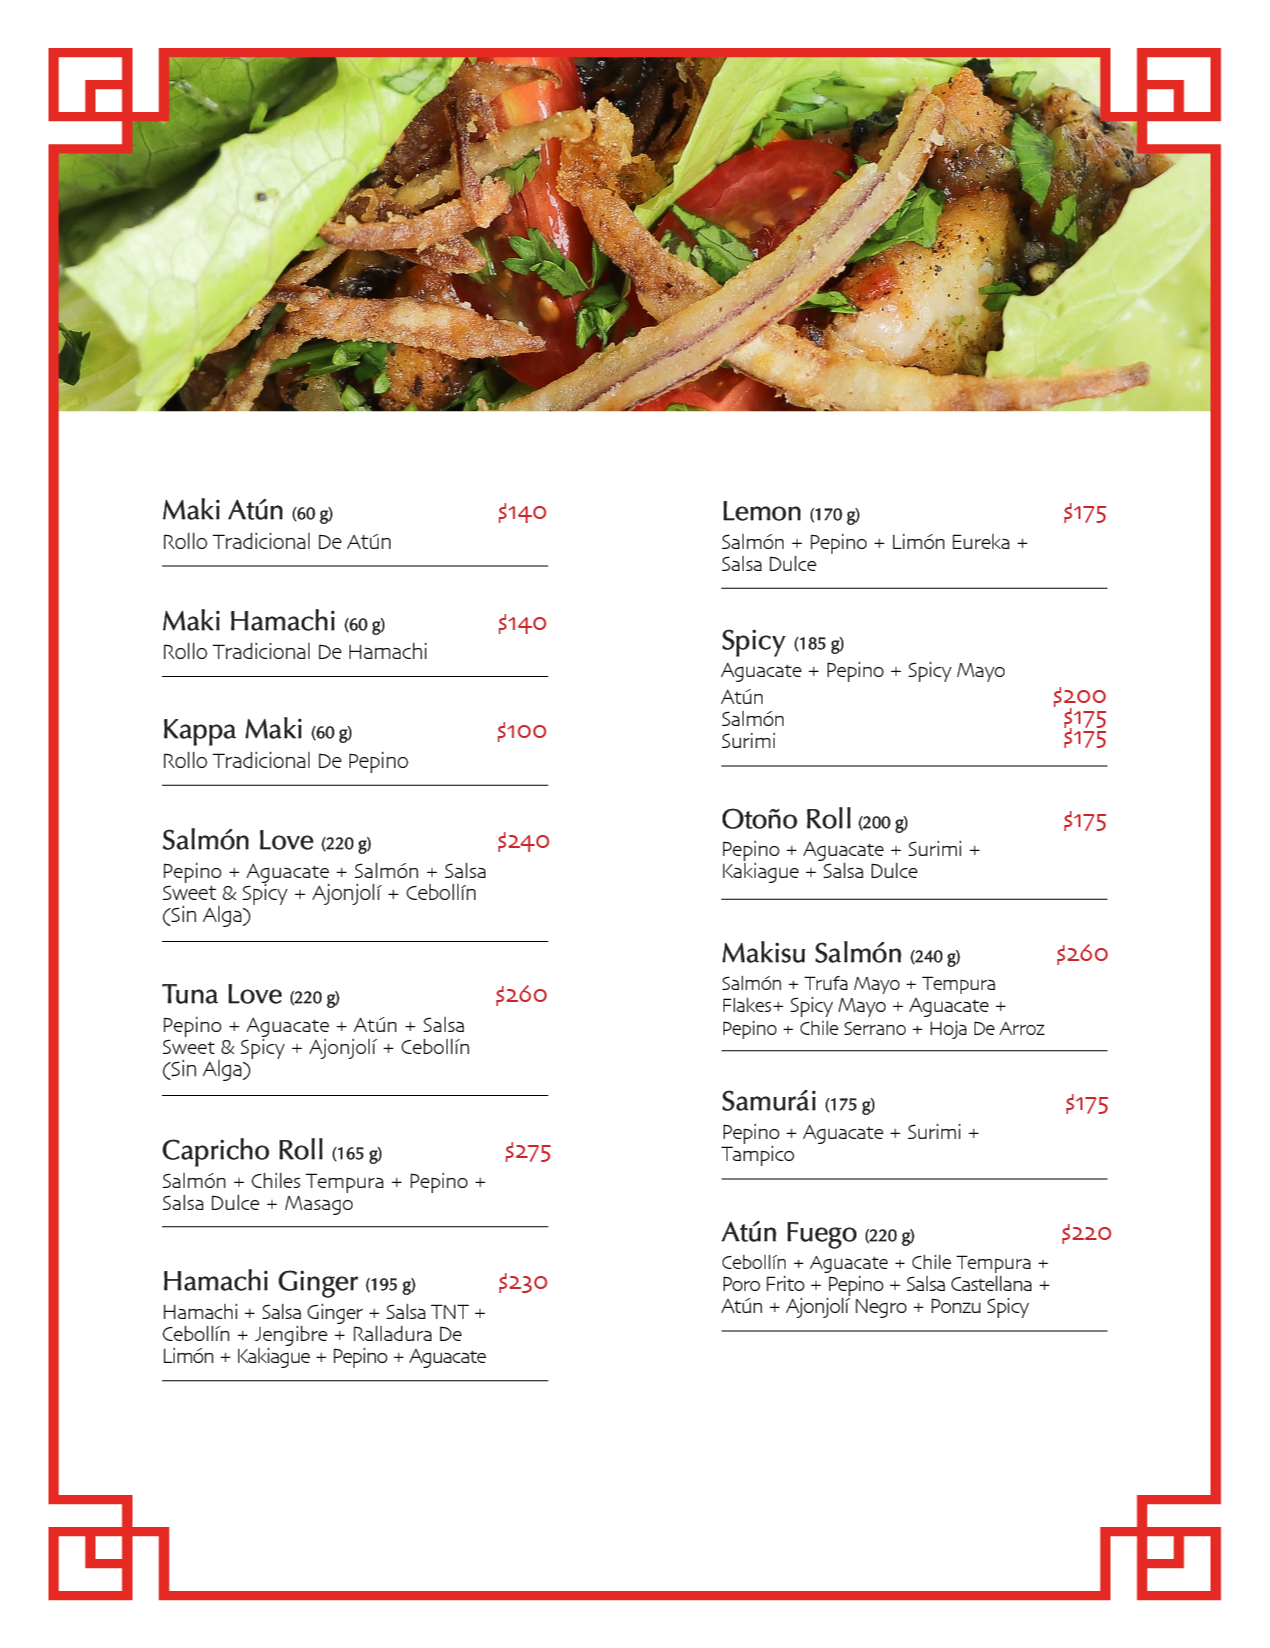 Maki Atún (60 g) $140
Rollo Tradicional De Atún
Maki Hamachi (60 g) $140
Rollo Tradicional De Hamachi
Kappa Maki (60 g) $100
Rollo Tradicional De Pepino
Salmón Love (220 g) $240
Pepino + Aguacate + Salmón + Salsa
Sweet & Spicy + Ajonjolí + Cebollín
(Sin Alga)
Tuna Love (220 g) $260
Pepino + Aguacate + Atún + Salsa
Sweet & Spicy + Ajonjolí + Cebollín
(Sin Alga)
Capricho Roll (165 g) $275
Salmón + Chiles Tempura + Pepino +
Salsa Dulce + Masago
Hamachi Ginger (195 g) $230
Hamachi + Salsa Ginger + Salsa TNT +
Cebollín + Jengibre + Ralladura De
Limón + Kakiague + Pepino + Aguacate
Lemon (170 g) $175
Salmón + Pepino + Limón Eureka +
Salsa Dulce
Spicy (185 g)
Aguacate + Pepino + Spicy Mayo
Atún $200
Salmón $175
Surimi $175
Otoño Roll (200 g) $175
Pepino + Aguacate + Surimi +
Kakiague + Salsa Dulce
Makisu Salmón (240 g) $260
Salmón + Trufa Mayo + Tempura
Flakes+ Spicy Mayo + Aguacate +
Pepino + Chile Serrano + Hoja De Arroz
Samurái (175 g) $175
Pepino + Aguacate + Surimi +
Tampico
Atún Fuego (220 g) $220
Cebollín + Aguacate + Chile Tempura +
Poro Frito + Pepino + Salsa Castellana +
Atún + Ajonjolí Negro + Ponzu Spicy